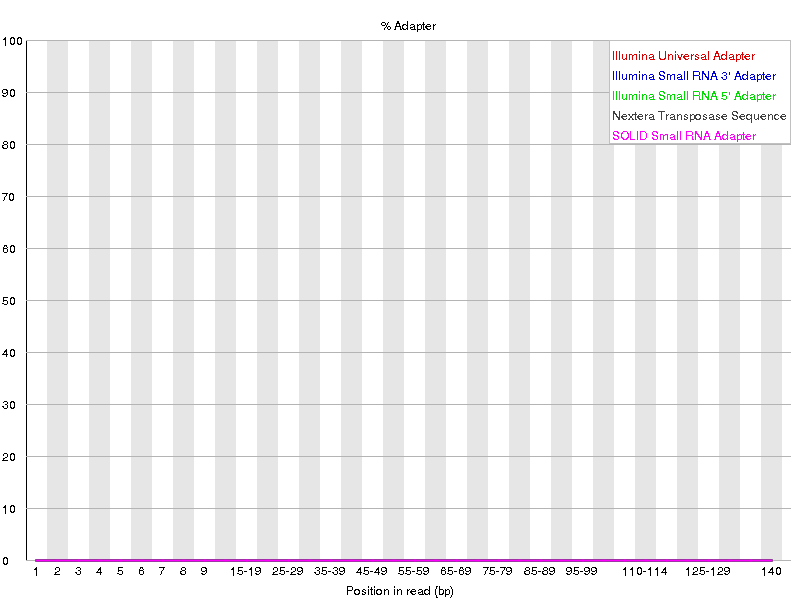 % Adapter
100
90
80
70
60
50
40
30
20
10
0
Illumina Universal Adapter
Illumina Small RNA 3' Adapter
Illumina Small RNA 5' Adapter
Nextera Transposase Sequence
SOLID Small RNA Adapter
1 2 3 4 5 6 7 8 9 15-19 25-29 35-39 45-49 55-59 65-69 75-79 85-89 95-99 110-114 125-129 140
Position in read (bp)